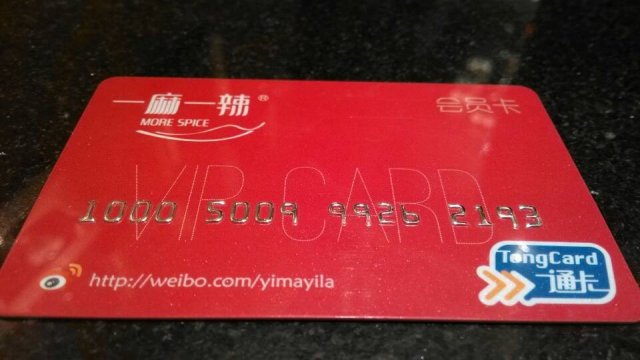 一麻一辣®
MORE SPICE
会员卡
VIP CARD
1000 5009 9926 2193
TongCard
通卡
http://weibo.com/yimayila